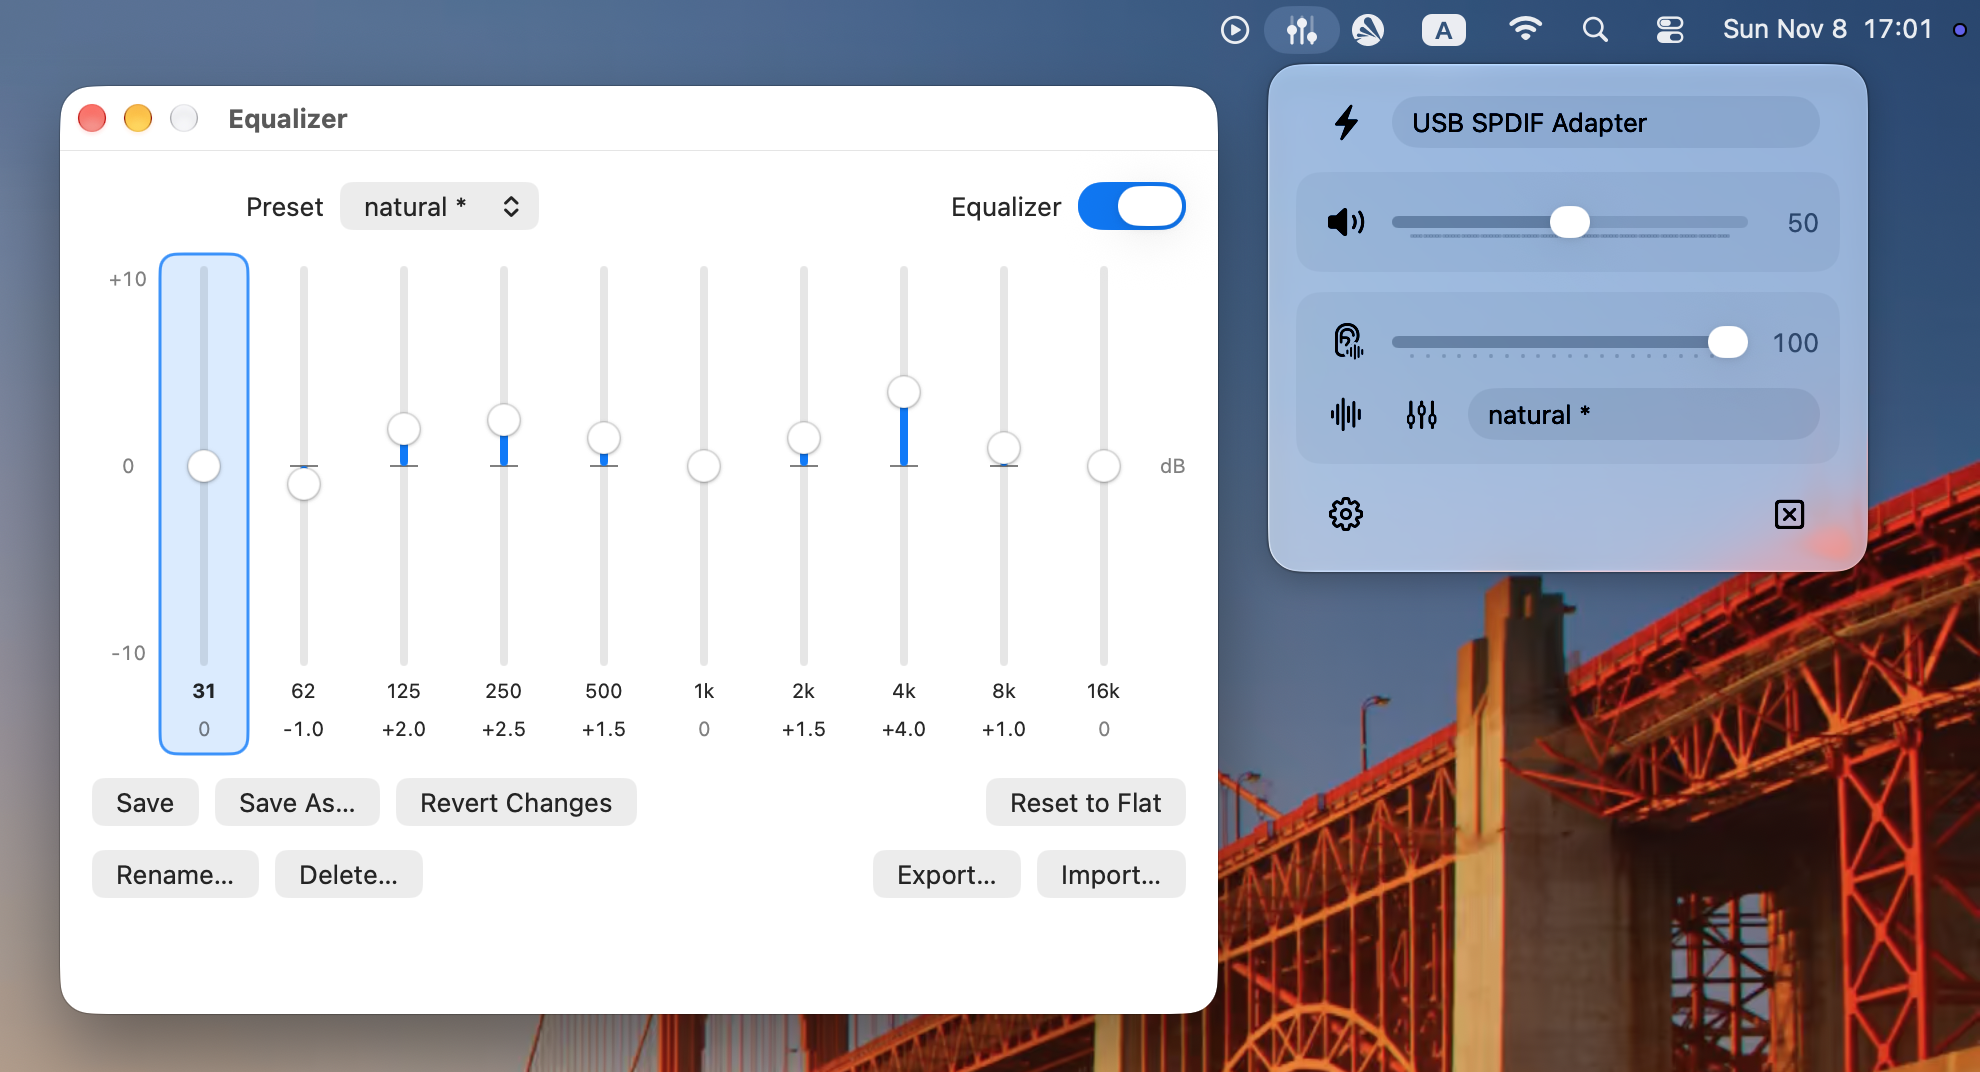 A
Sun Nov 8 17:01
Equalizer
Preset natural * Equalizer
+10
0
-10
dB
31 62 125 250 500 1k 2k 4k 8k 16k
0 -1.0 +2.0 +2.5 +1.5 0 +1.5 +4.0 +1.0 0
Save Save As... Revert Changes Reset to Flat
Rename... Delete... Export... Import...
USB SPDIF Adapter
50
100
natural *